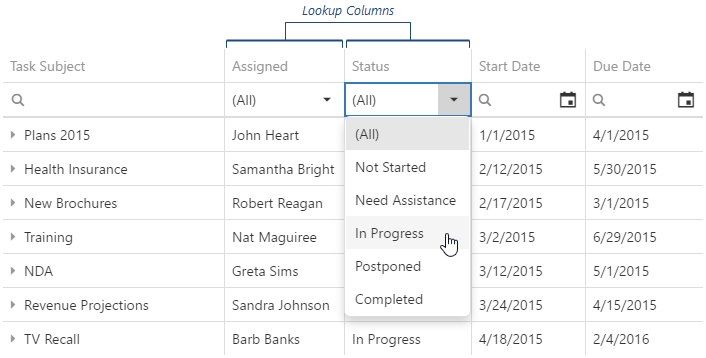 Lookup Columns
Task Subject Assigned Status Start Date Due Date
(All) (All)
Plans 2015 John Heart (All) 1/1/2015 4/1/2015
Health Insurance Samantha Bright Not Started 2/12/2015 5/30/2015
New Brochures Robert Reagan Need Assistance 2/17/2015 3/1/2015
Training Nat Maguiree In Progress 3/2/2015 6/29/2015
NDA Greta Sims Postponed 3/12/2015 5/1/2015
Revenue Projections Sandra Johnson Completed 3/24/2015 4/15/2015
TV Recall Barb Banks In Progress 4/18/2015 2/4/2016